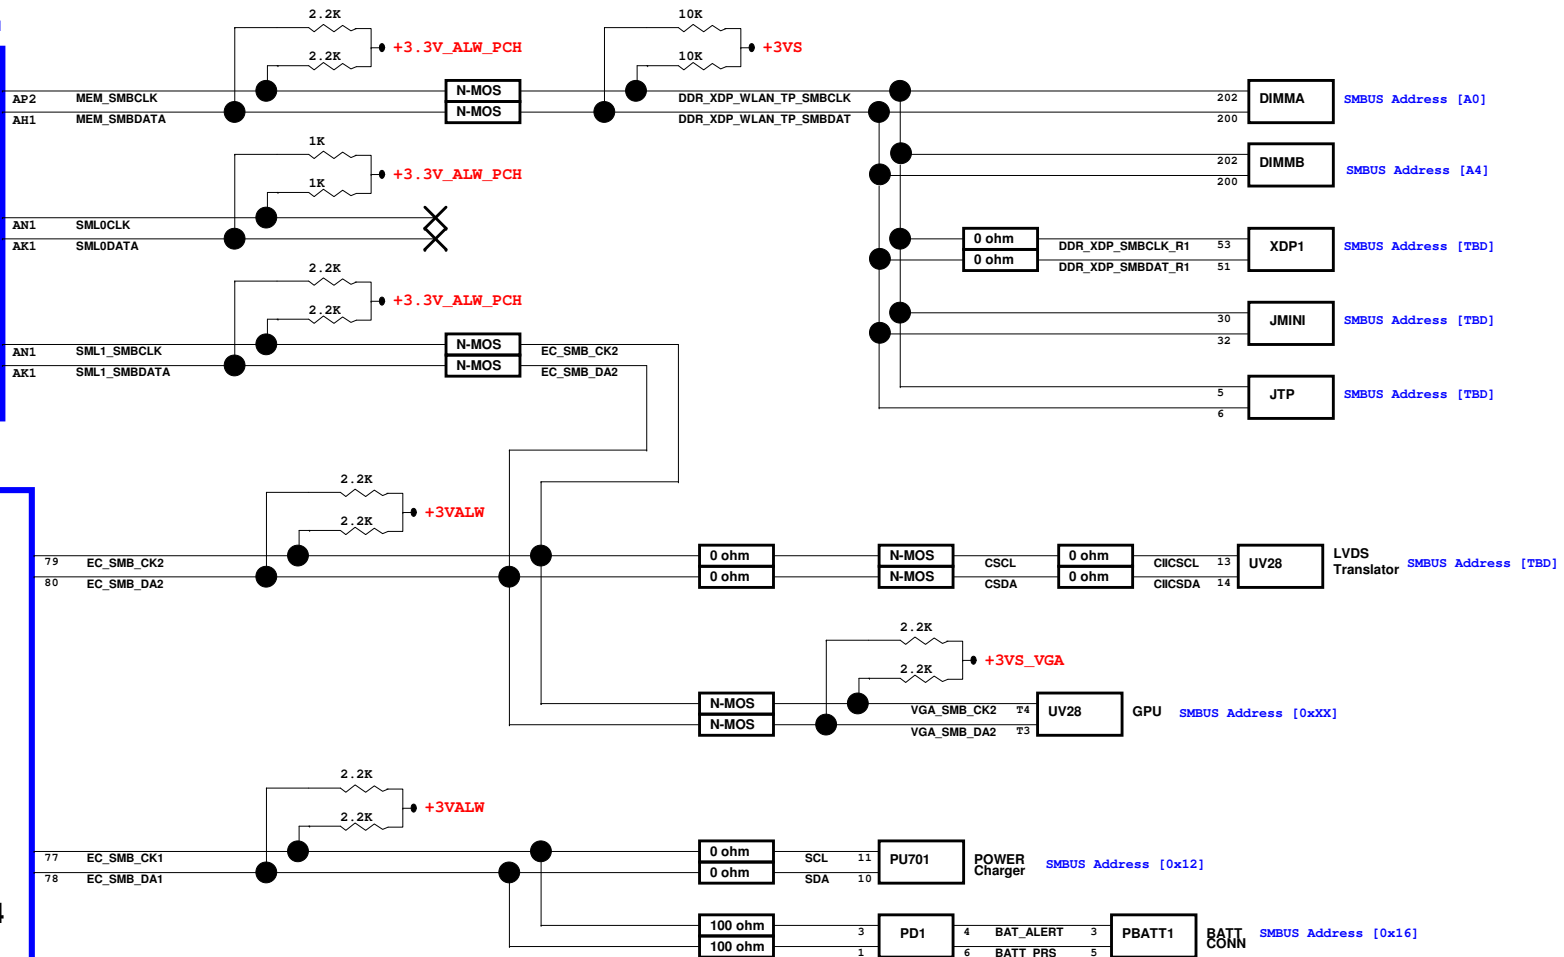 2.2K
2.2K
+3.3V_ALW_PCH
10K
10K
+3VS
AP2 MEM_SMBCLK
AH1 MEM_SMBDATA
N-MOS
N-MOS
DDR_XDP_WLAN_TP_SMBCLK
DDR_XDP_WLAN_TP_SMBDAT
202
200
DIMMA
SMBUS Address [A0]
1K
1K
+3.3V_ALW_PCH
202
200
DIMMB
SMBUS Address [A4]
AN1 SML0CLK
AK1 SML0DATA
0 ohm
0 ohm
DDR_XDP_SMBCLK_R1
DDR_XDP_SMBDAT_R1
53
51
XDP1
SMBUS Address [TBD]
2.2K
2.2K
+3.3V_ALW_PCH
30
32
JMINI
SMBUS Address [TBD]
AN1 SML1_SMBCLK
AK1 SML1_SMBDATA
N-MOS
N-MOS
EC_SMB_CK2
EC_SMB_DA2
5
6
JTP
SMBUS Address [TBD]
2.2K
2.2K
+3VALW
79 EC_SMB_CK2
80 EC_SMB_DA2
0 ohm
0 ohm
N-MOS
N-MOS
CSCL
CSDA
0 ohm
0 ohm
CIICSCL 13
CIICSDA 14
UV28
LVDS
Translator
SMBUS Address [TBD]
2.2K
2.2K
+3VS_VGA
N-MOS
N-MOS
VGA_SMB_CK2 T4
VGA_SMB_DA2 T3
UV28
GPU
SMBUS Address [0xXX]
2.2K
2.2K
+3VALW
77 EC_SMB_CK1
78 EC_SMB_DA1
0 ohm
0 ohm
SCL 11
SDA 10
PU701
POWER
Charger
SMBUS Address [0x12]
100 ohm
100 ohm
3
1
PD1
4 BAT_ALERT 3
6 BATT_PRS 5
PBATT1
BATT
CONN
SMBUS Address [0x16]